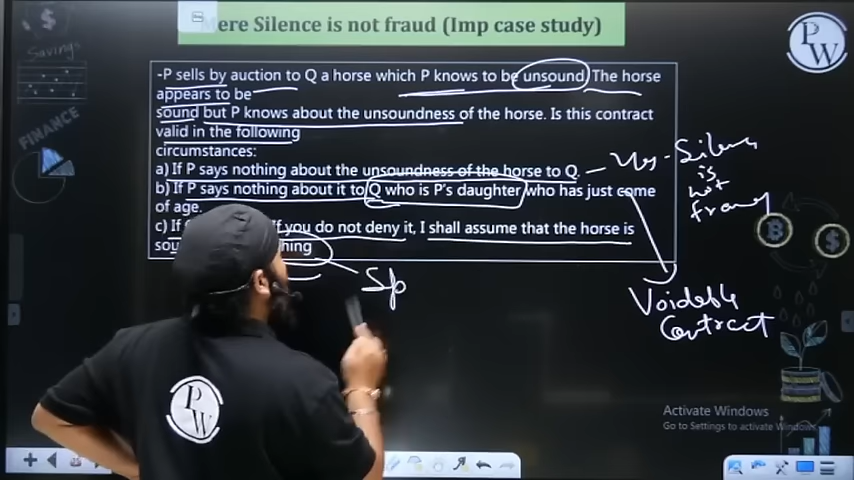 ere Silence is not fraud (Imp case study)
Savings
FINANCE
P
W
-P sells by auction to Q a horse which P knows to be unsound. The horse
appears to be
sound but P knows about the unsoundness of the horse. Is this contract
valid in the following
circumstances:
a) If P says nothing about the unsoundness of the horse to Q.
b) If P says nothing about it to Q who is P's daughter who has just come
of age.
c) If If you do not deny it, I shall assume that the horse is
sou hing
Yes - Silence
is
not
fraud
Sp
Voidable
Contract
P
W
Activate Windows
Go to Settings to activate Windows.